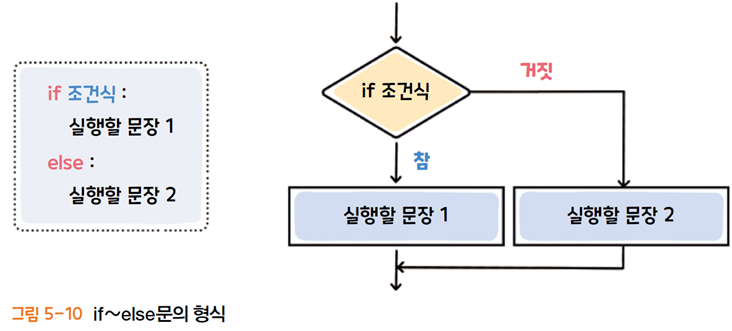 if 조건식 :
실행할 문장 1
else :
실행할 문장 2
if 조건식
거짓
참
실행할 문장 1
실행할 문장 2
그림 5-10 if~else문의 형식